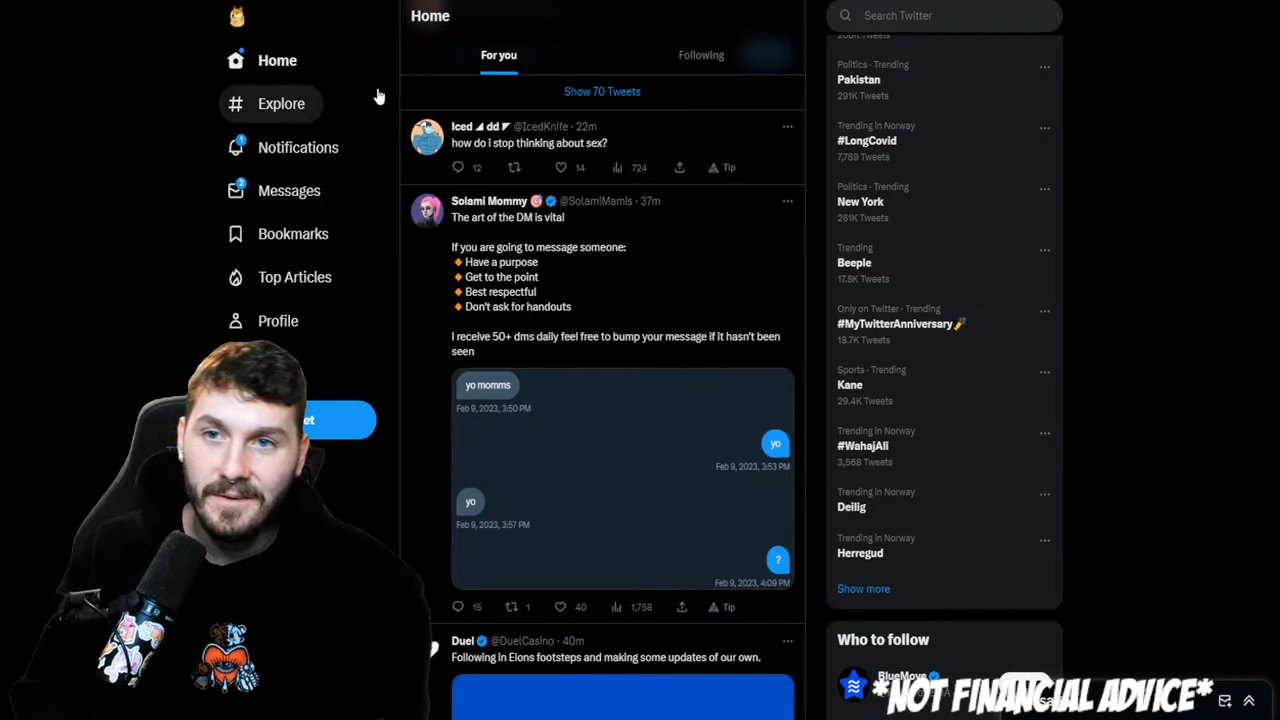 Home
Explore
Notifications
1
Messages
2
Bookmarks
Top Articles
Profile
et
Home
For you
Following
Show 70 Tweets
Iced ◢ dd ◤ @IcedKnife · 22m
how do i stop thinking about sex?
12
14
724
Tip
Solami Mommy 🎯 @SolamiMamis · 37m
The art of the DM is vital
If you are going to message someone:
🔸Have a purpose
🔸Get to the point
🔸Best respectful
🔸Don't ask for handouts
I receive 50+ dms daily feel free to bump your message if it hasn't been
seen
yo momms
Feb 9, 2023, 3:50 PM
yo
Feb 9, 2023, 3:53 PM
yo
Feb 9, 2023, 3:57 PM
?
Feb 9, 2023, 4:09 PM
15
1
40
1,758
Tip
Duel @DuelCasino · 40m
Following in Elons footsteps and making some updates of our own.
Search Twitter
Tweets
Politics · Trending
Pakistan
291K Tweets
Trending in Norway
#LongCovid
7,789 Tweets
Politics · Trending
New York
261K Tweets
Trending
Beeple
17.8K Tweets
Only on Twitter · Trending
#MyTwitterAnniversary
18.7K Tweets
Sports · Trending
Kane
29.4K Tweets
Trending in Norway
#WahajAli
3,568 Tweets
Trending in Norway
Deilig
Trending in Norway
Herregud
Show more
Who to follow
BlueMove
*NOT FINANCIAL ADVICE*